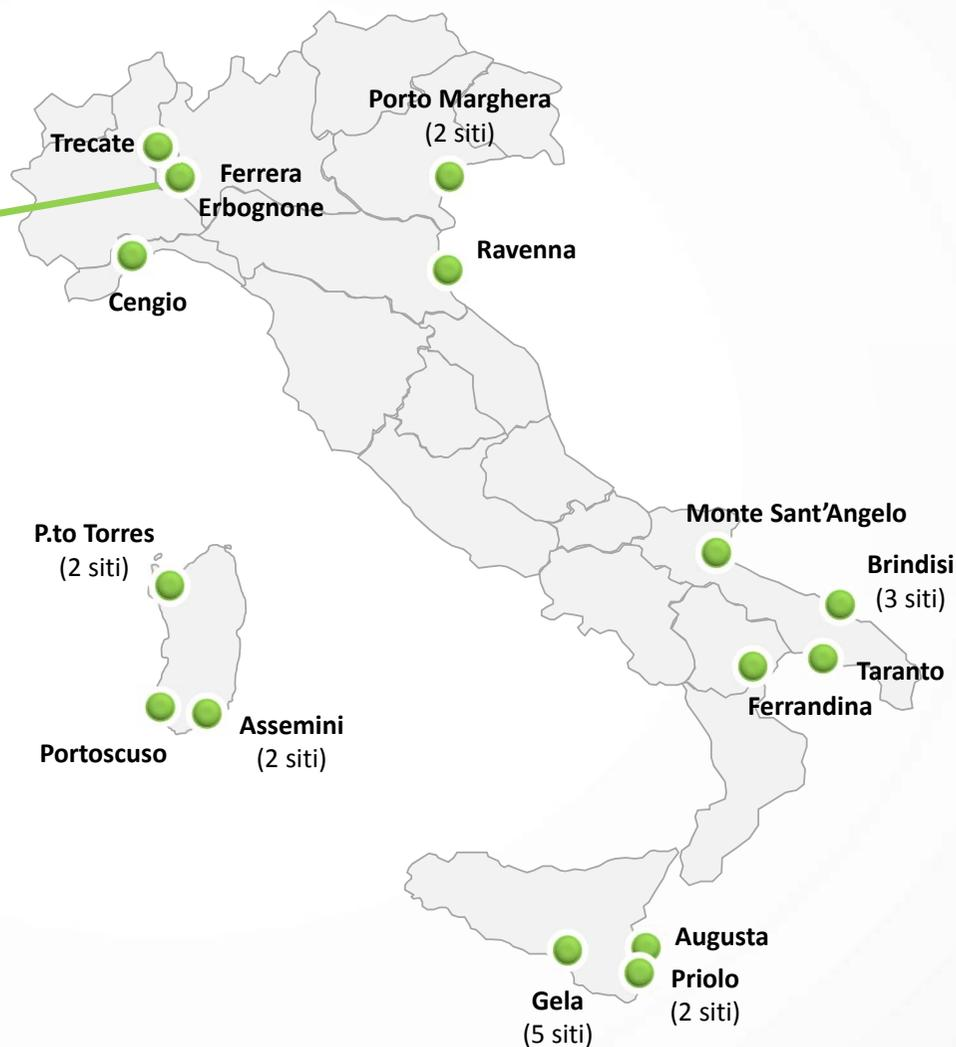 Porto Marghera
(2 siti)
Trecate
Ferrera
Erbognone
Ravenna
Cengio
Monte Sant’Angelo
P.to Torres
(2 siti)
Brindisi
(3 siti)
Taranto
Ferrandina
Assemini
(2 siti)
Portoscuso
Augusta
Priolo
(2 siti)
Gela
(5 siti)